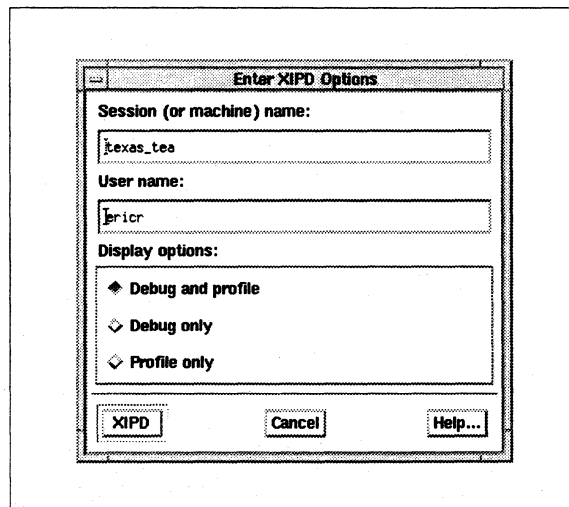 Enter XIPD Options
Session (or machine) name:
texas_tea
User name:
ericr
Display options:
Debug and profile
Debug only
Profile only
XIPD Cancel Help...